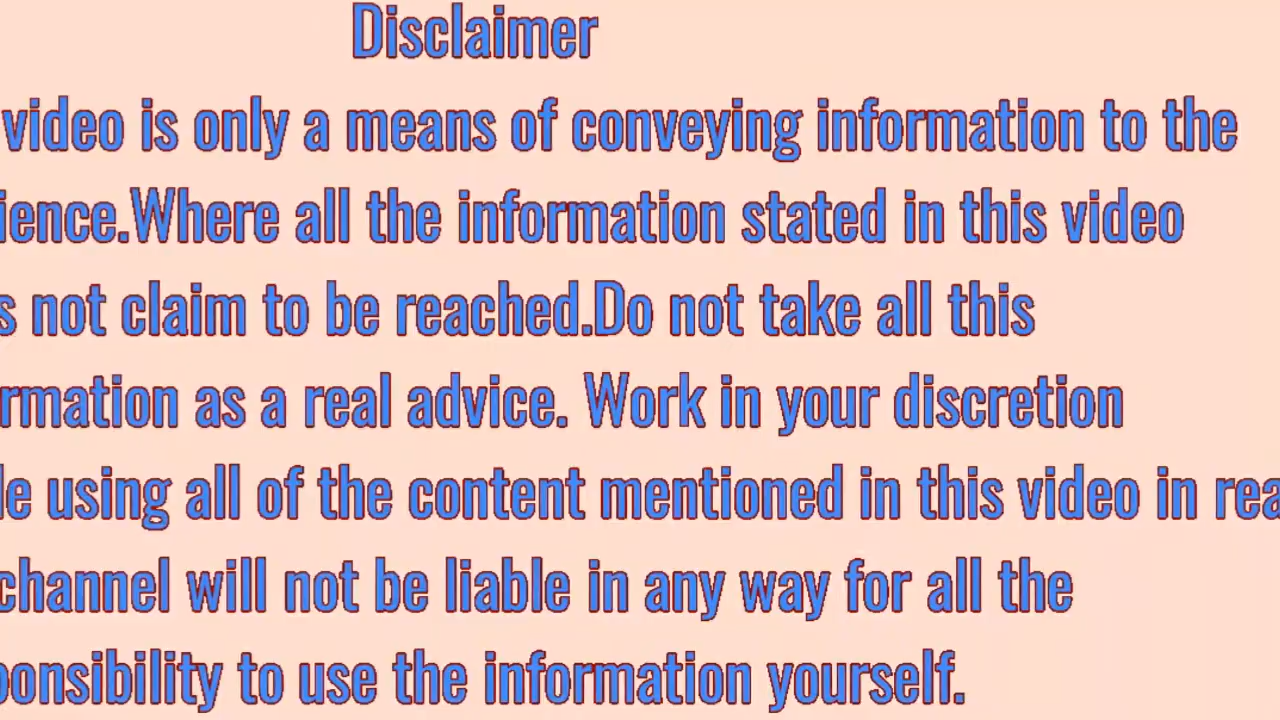 Disclaimer
video is only a means of conveying information to the
ience.Where all the information stated in this video
s not claim to be reached.Do not take all this
rmation as a real advice. Work in your discretion
le using all of the content mentioned in this video in rea
channel will not be liable in any way for all the
ponsibility to use the information yourself.